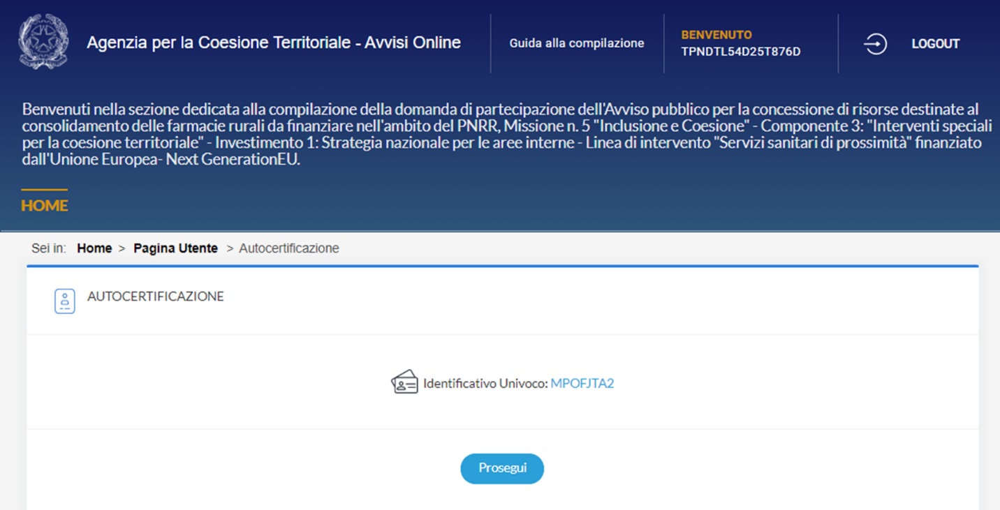 Agenzia per la Coesione Territoriale - Avvisi Online
Guida alla compilazione
BENVENUTO
TPNDTL54D25T876D
LOGOUT
Benvenuti nella sezione dedicata alla compilazione della domanda di partecipazione dell'Avviso pubblico per la concessione di risorse destinate al
consolidamento delle farmacie rurali da finanziare nell'ambito del PNRR, Missione n. 5 "Inclusione e Coesione" - Componente 3: "Interventi speciali
per la coesione territoriale" - Investimento 1: Strategia nazionale per le aree interne - Linea di intervento "Servizi sanitari di prossimità" finanziato
dall'Unione Europea- Next GenerationEU.
HOME
Sei in: Home > Pagina Utente > Autocertificazione
AUTOCERTIFICAZIONE
Identificativo Univoco: MPOFJTA2
Prosegui